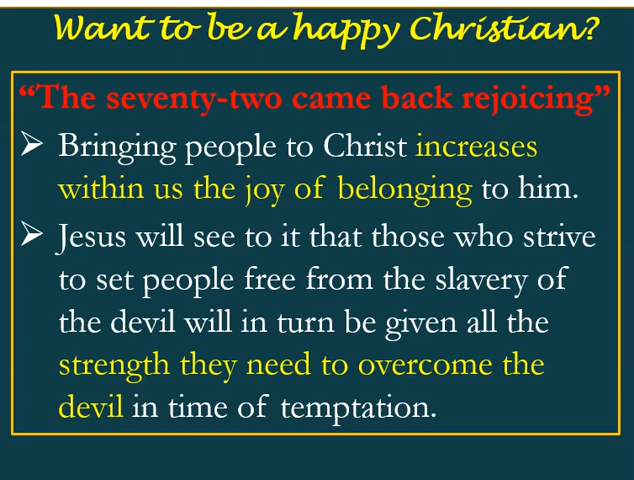 Want to be a happy Christian?
“The seventy-two came back rejoicing”
➢ Bringing people to Christ increases
within us the joy of belonging to him.
➢ Jesus will see to it that those who strive
to set people free from the slavery of
the devil will in turn be given all the
strength they need to overcome the
devil in time of temptation.